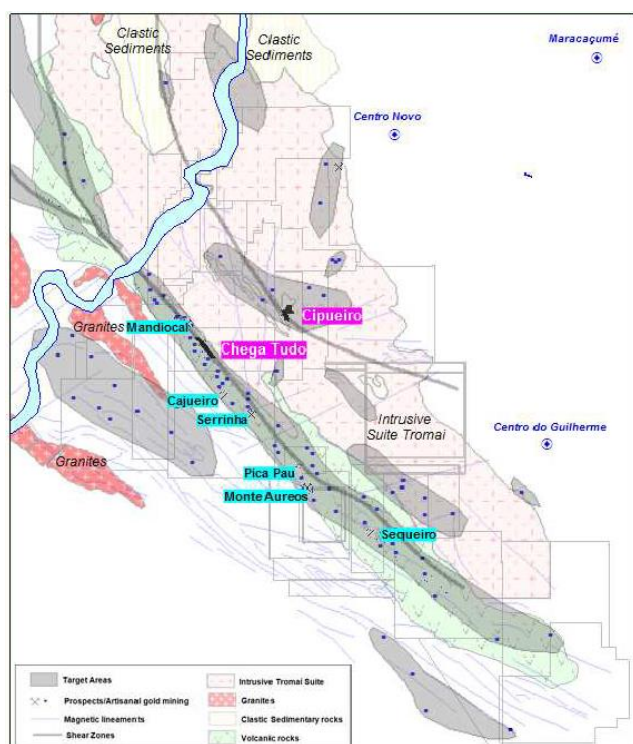 Clastic
Sediments
Clastic
Sediments
Maracaçumé
Centro Novo
Cipueiro
Granites
Mandiocal
Chega Tudo
Cajueiro
Serrinha
Intrusive
Suite Tromai
Centro do Guilherme
Granites
Pica Pau
Monte Aureos
Sequeiro
Target Areas
Prospects/Artisanal gold mining
Magnetic lineaments
Shear Zones
Intrusive Tromai Suite
Granites
Clastic Sedimentary rocks
Volcanic rocks